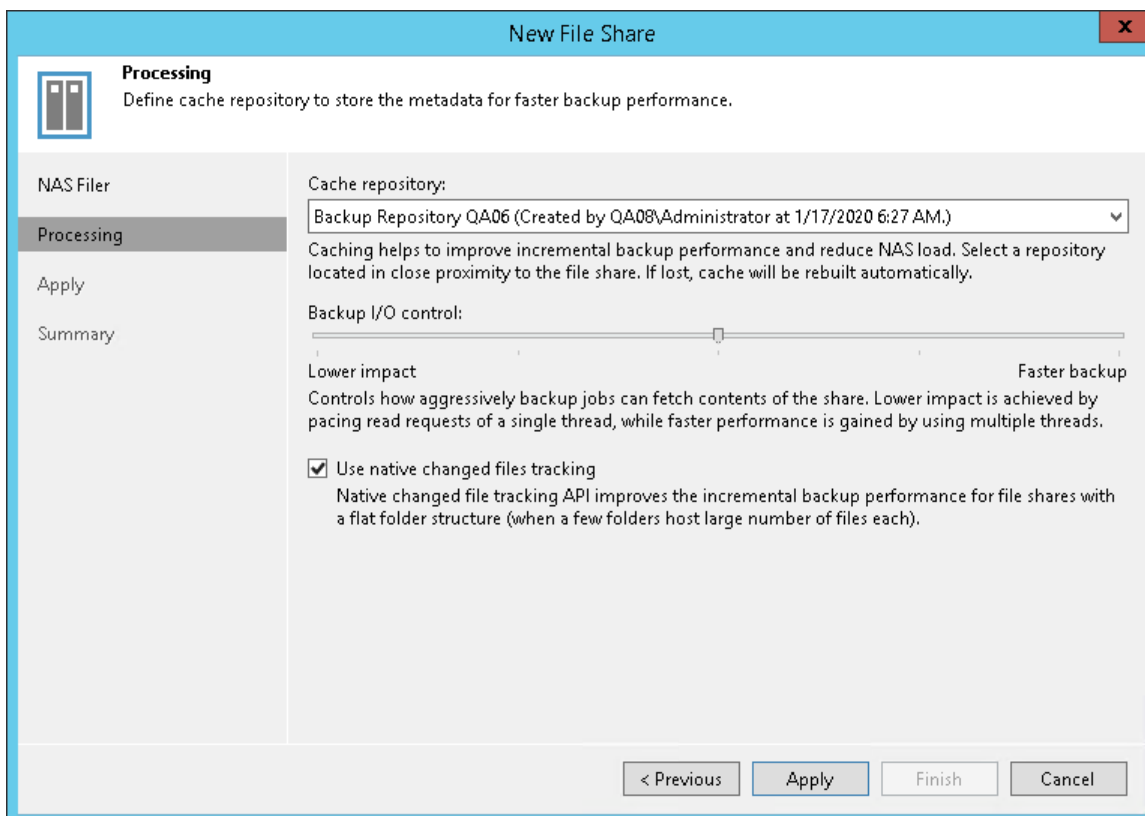 New File Share
x
Processing
Define cache repository to store the metadata for faster backup performance.
NAS Filer
Processing
Apply
Summary
Cache repository:
Backup Repository QA06 (Created by QA08\Administrator at 1/17/2020 6:27 AM.)
Caching helps to improve incremental backup performance and reduce NAS load. Select a repository
located in close proximity to the file share. If lost, cache will be rebuilt automatically.
Backup I/O control:
Lower impact
Faster backup
Controls how aggressively backup jobs can fetch contents of the share. Lower impact is achieved by
pacing read requests of a single thread, while faster performance is gained by using multiple threads.
Use native changed files tracking
Native changed file tracking API improves the incremental backup performance for file shares with
a flat folder structure (when a few folders host large number of files each).
< Previous
Apply
Finish
Cancel